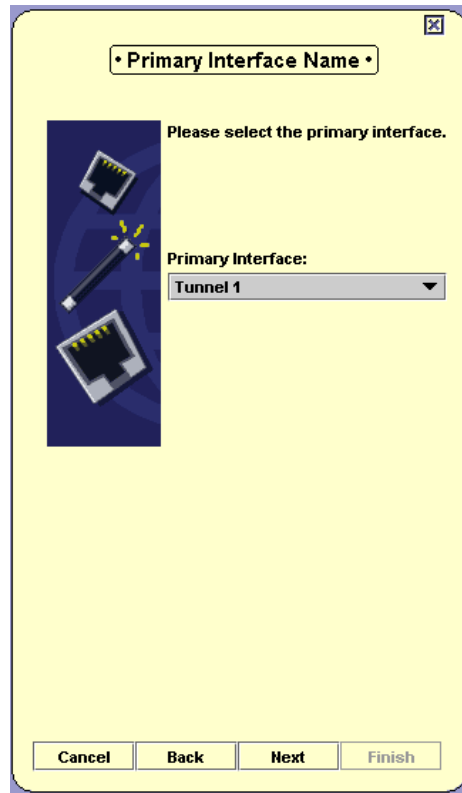 • Primary Interface Name •
Please select the primary interface.
Primary Interface:
Tunnel 1
Cancel Back Next Finish